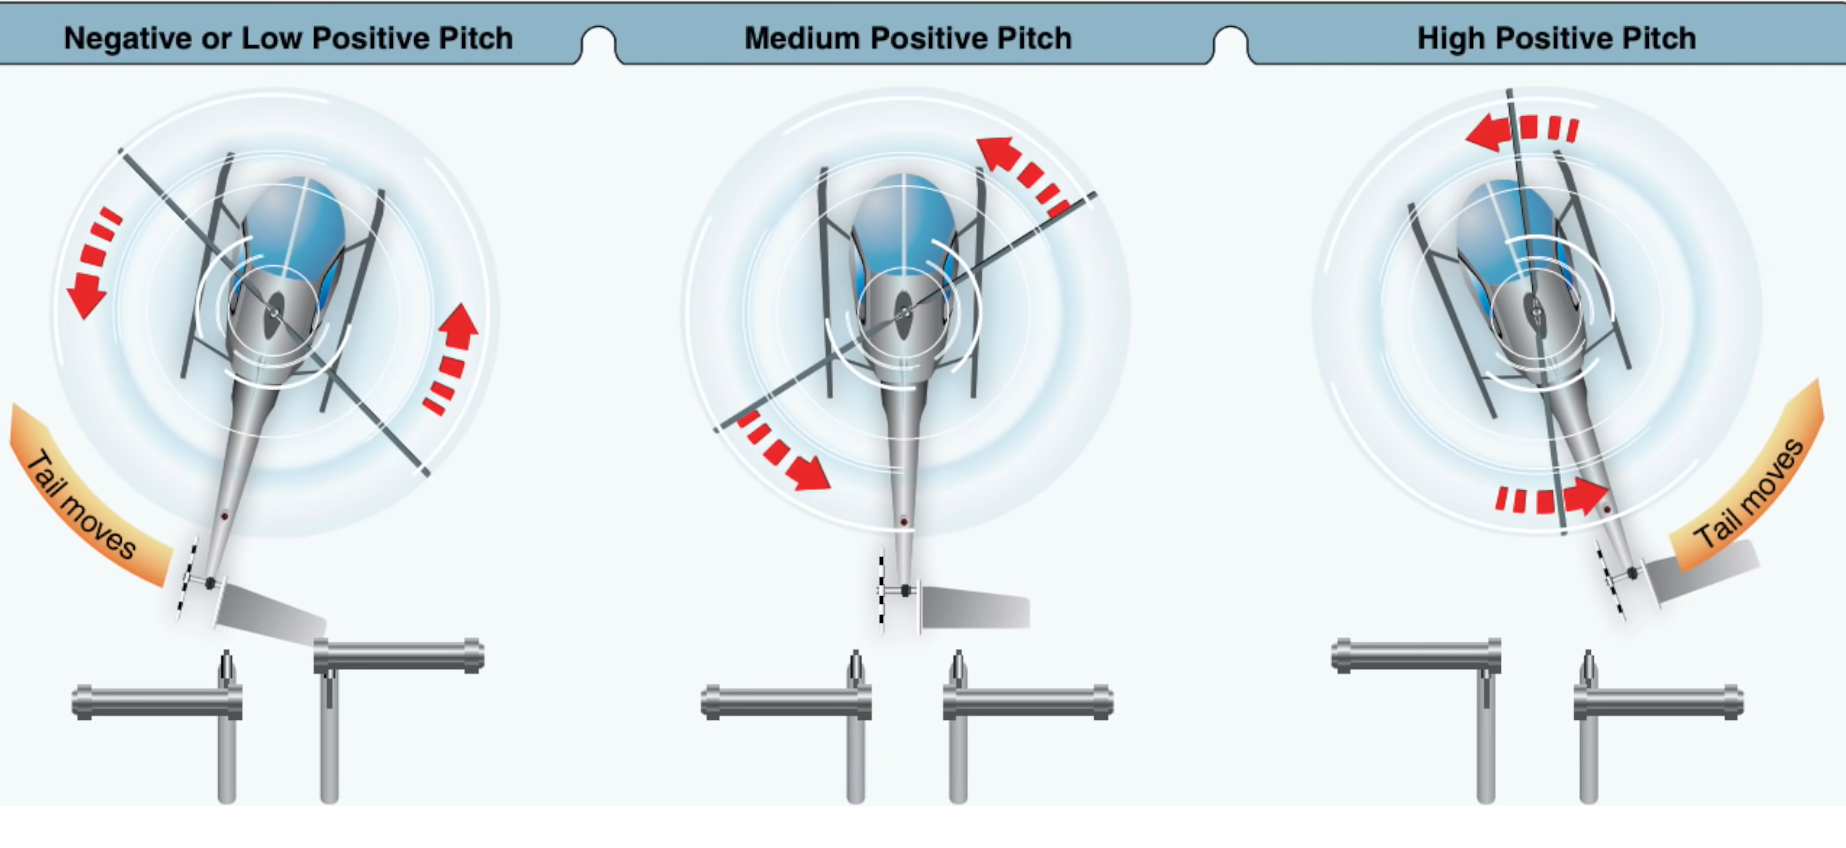 Negative or Low Positive Pitch
Medium Positive Pitch
High Positive Pitch
Tail moves
Tail moves